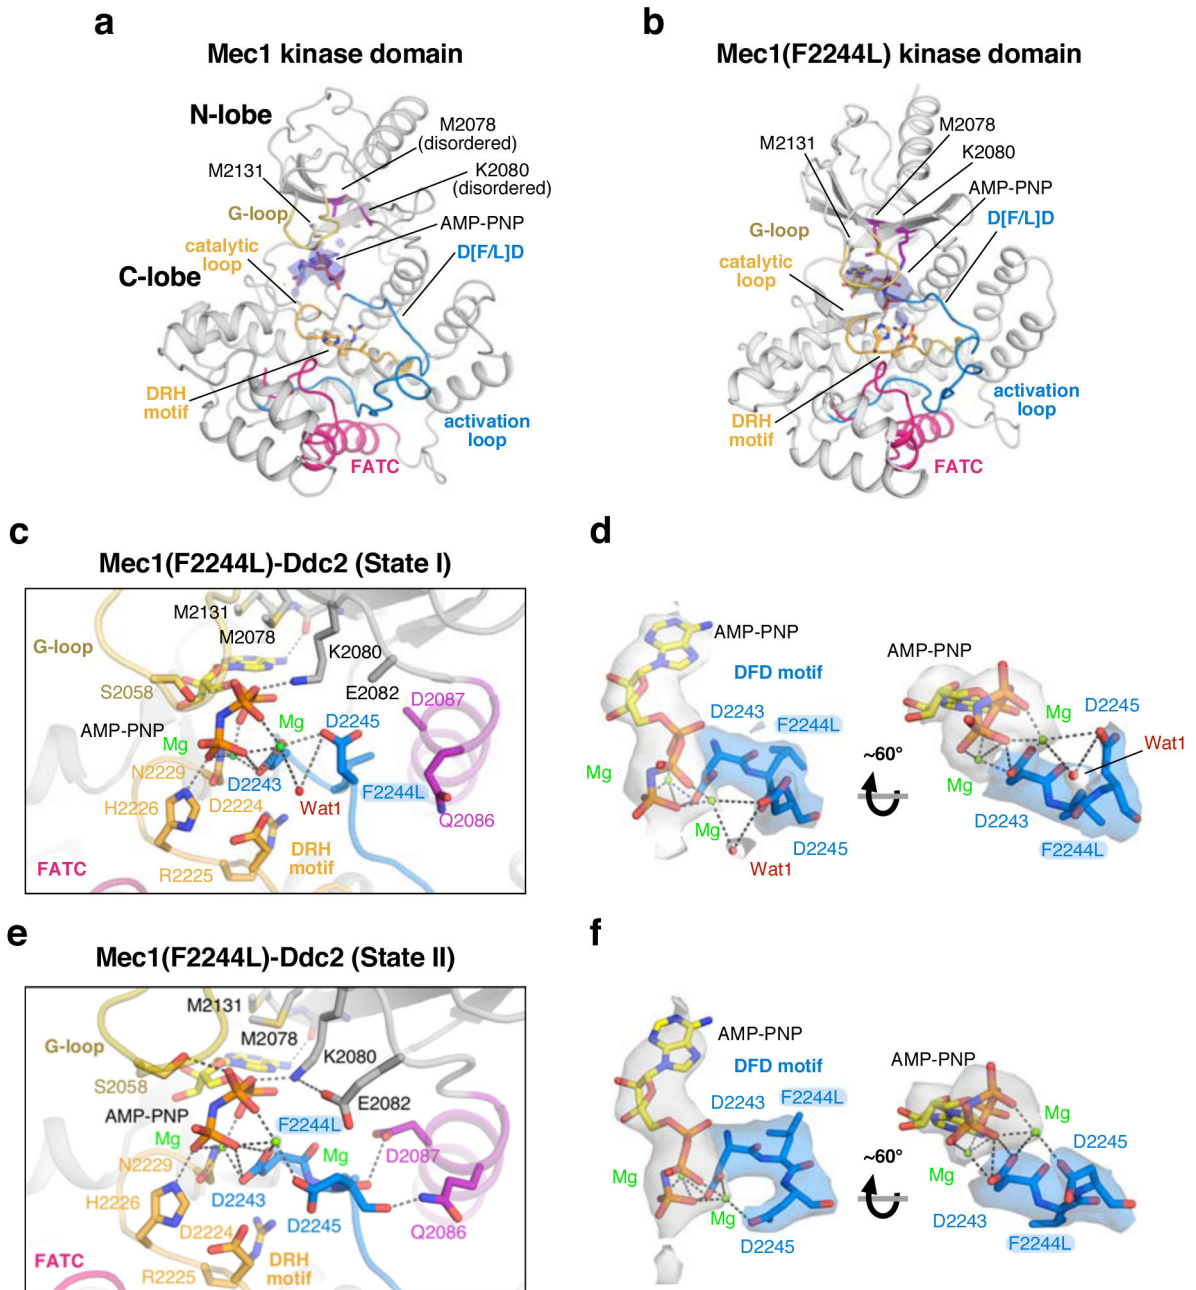 a
Mec1 kinase domain
N-lobe
M2078
(disordered)
M2131
K2080
(disordered)
G-loop
AMP-PNP
catalytic
loop
D[F/L]D
C-lobe
DRH
motif
activation
loop
FATC
b
Mec1(F2244L) kinase domain
M2078
M2131
K2080
AMP-PNP
G-loop
D[F/L]D
catalytic
loop
activation
loop
DRH
motif
FATC
c
Mec1(F2244L)-Ddc2 (State I)
M2131
M2078
G-loop
K2080
S2058
E2082
D2087
AMP-PNP
Mg
D2245
Mg
N2229
D2243
F2244L
H2226
D2224
Wat1
Q2086
DRH
motif
FATC
R2225
d
AMP-PNP
DFD motif
D2243
F2244L
Mg
Mg
D2245
Wat1
~60°
AMP-PNP
D2245
Mg
Wat1
Mg
D2243
F2244L
e
Mec1(F2244L)-Ddc2 (State II)
M2131
M2078
G-loop
K2080
S2058
E2082
AMP-PNP
F2244L
Mg
Mg
D2087
N2229
H2226
D2243
D2245
D2224
Q2086
FATC
DRH
motif
R2225
f
AMP-PNP
DFD motif
D2243
F2244L
Mg
Mg
D2245
~60°
AMP-PNP
Mg
D2245
Mg
D2243
F2244L